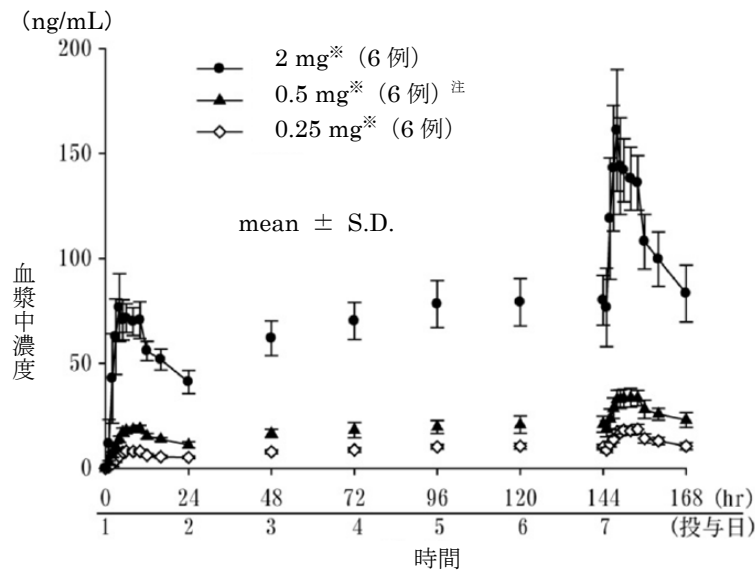 (ng/mL)
200
150
100
50
0
2 mg※（6 例）
0.5 mg※（6 例）注
0.25 mg※（6 例）
mean ± S.D.
血漿中濃度
0 24 48 72 96 120 144 168 (hr)
1 2 3 4 5 6 7 (投与日)
時間